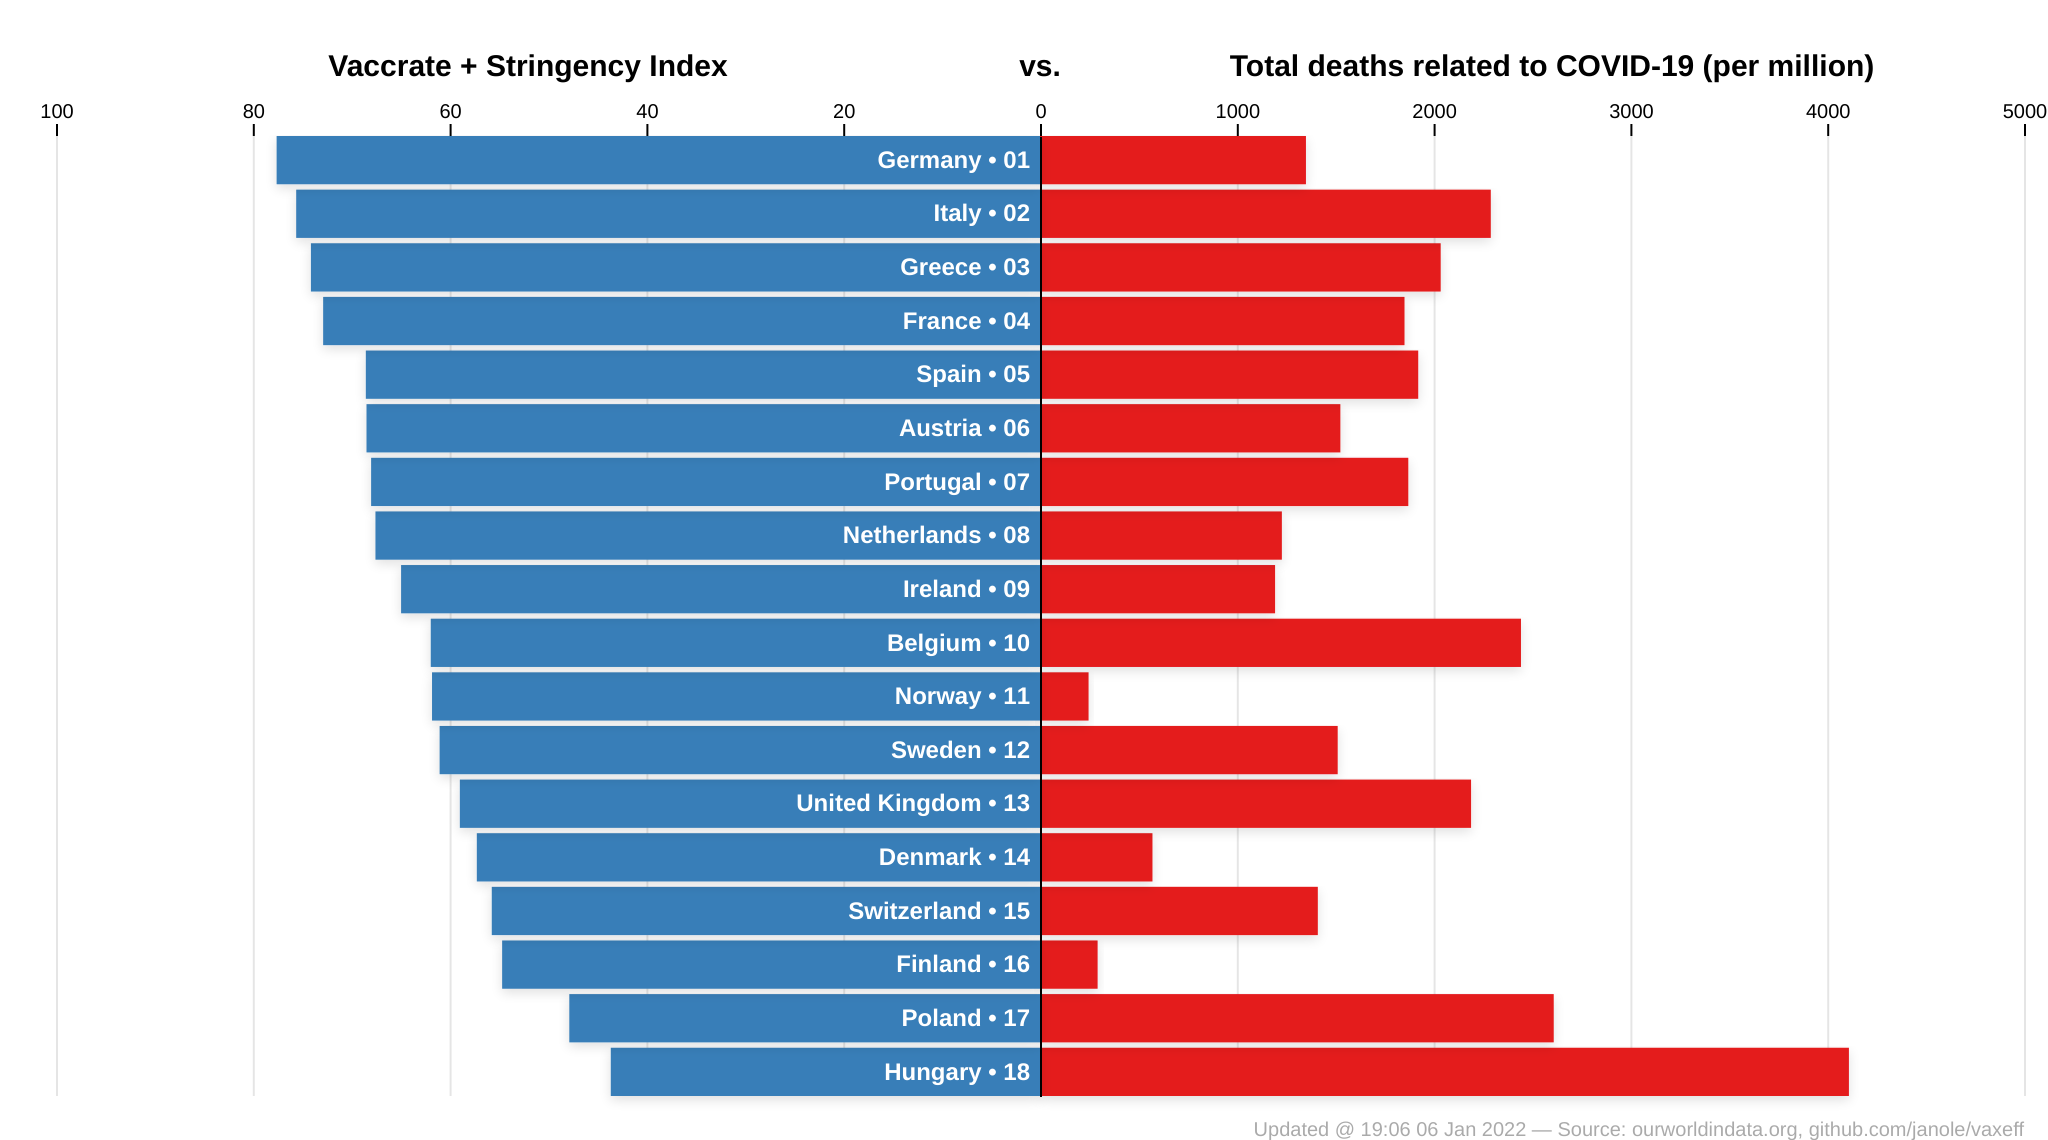 Vaccrate + Stringency Index vs. Total deaths related to COVID-19 (per million)
100 80 60 40 20 0 1000 2000 3000 4000 5000
Germany • 01
Italy • 02
Greece • 03
France • 04
Spain • 05
Austria • 06
Portugal • 07
Netherlands • 08
Ireland • 09
Belgium • 10
Norway • 11
Sweden • 12
United Kingdom • 13
Denmark • 14
Switzerland • 15
Finland • 16
Poland • 17
Hungary • 18
Updated @ 19:06 06 Jan 2022 — Source: ourworldindata.org, github.com/janole/vaxeff